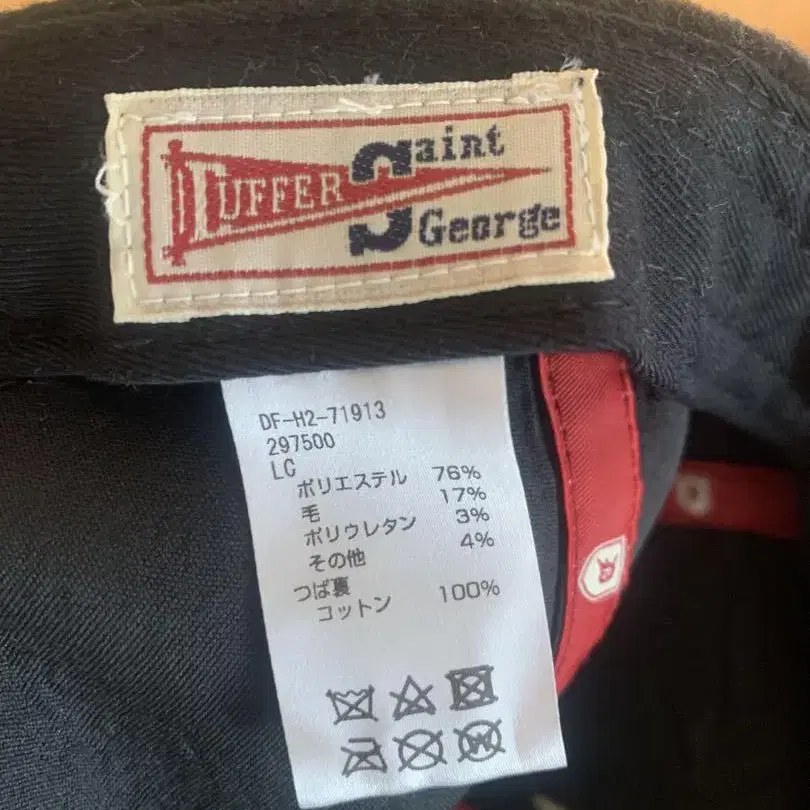 DUFFER Saint
George
DF-H2-71913
297500
LC
ポリエステル 76%
毛 17%
ポリウレタン 3%
その他 4%
つば裏
コットン 100%
W